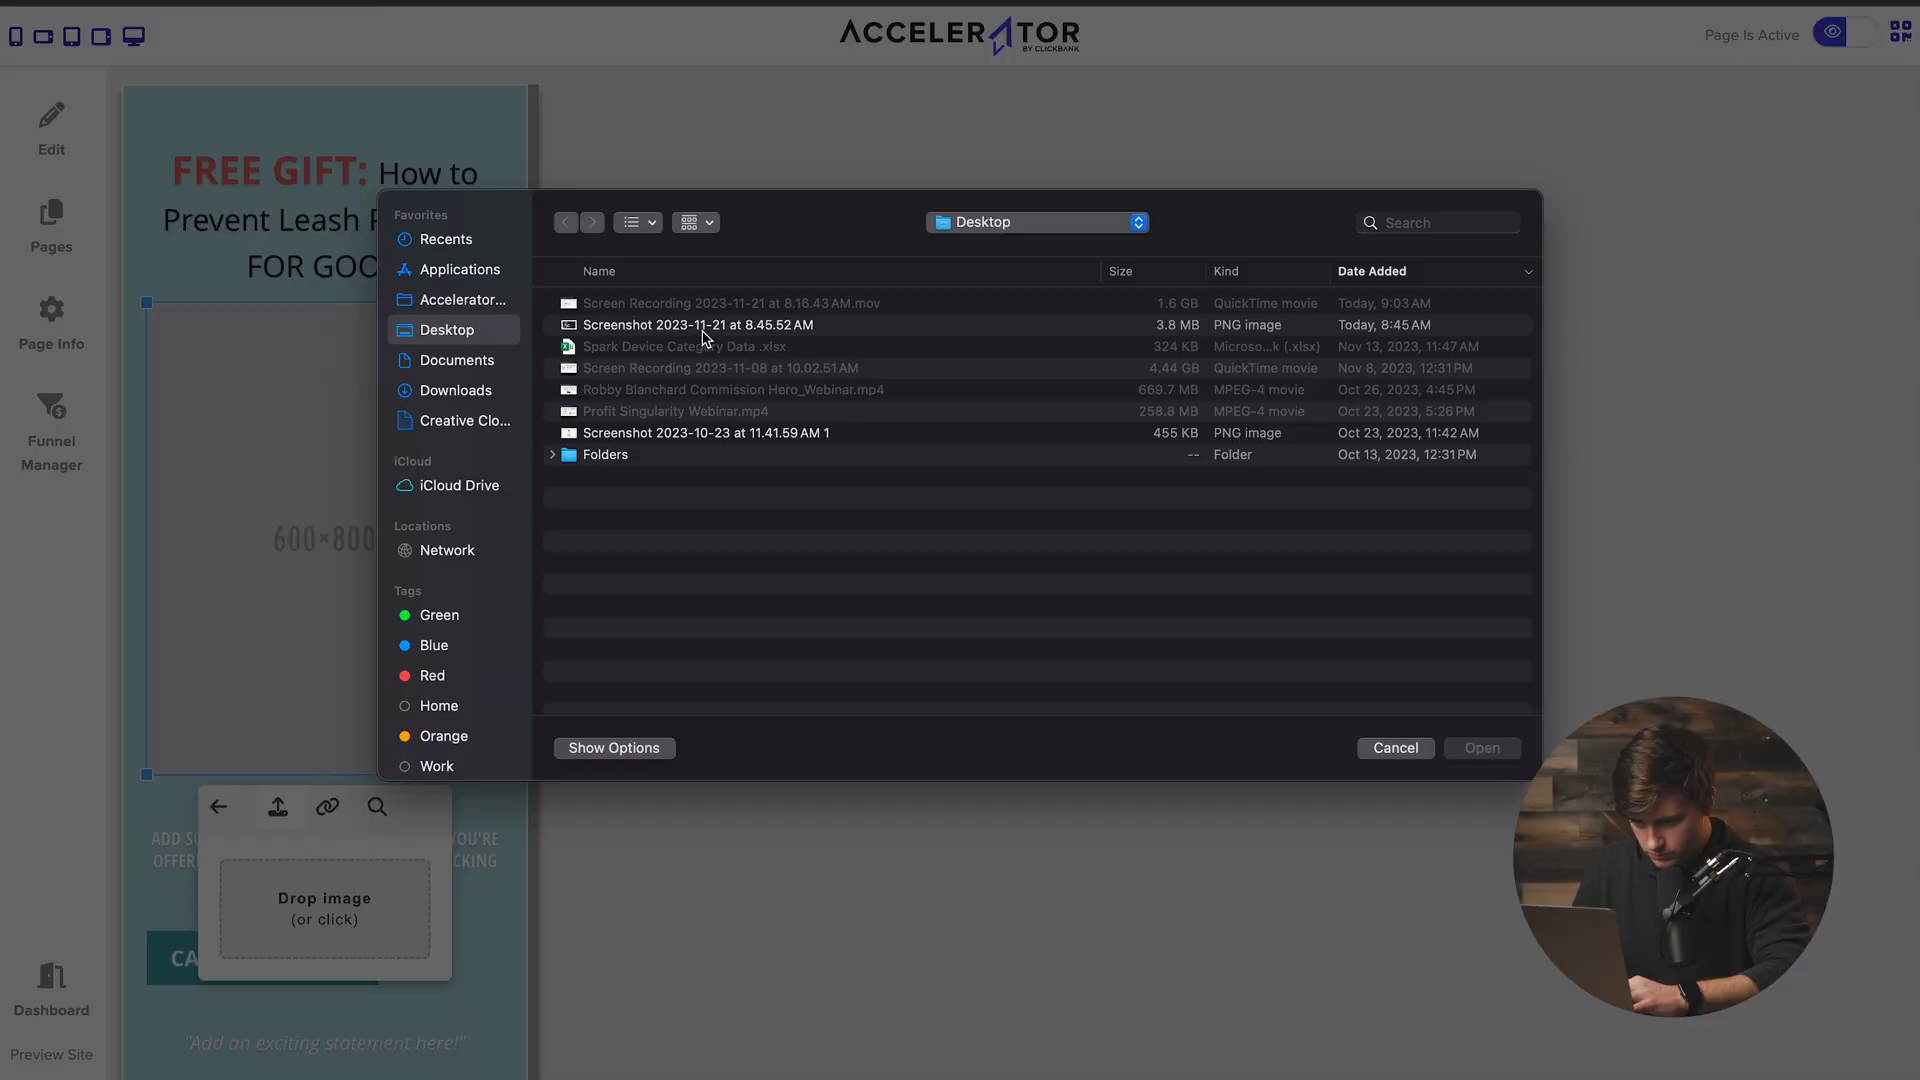 ACCELERATOR
BY CLICKBANK
Page Is Active
Edit
Pages
Page Info
Funnel
Manager
Dashboard
Preview Site
FREE GIFT: How to
Prevent Leash
FOR GOO
600×800
ADD
YOU'RE
OFFER
CKING
Drop image
(or click)
CA
"Add an exciting statement here!"
Favorites
Recents
Applications
Accelerator...
Desktop
Documents
Downloads
Creative Clo...
iCloud
iCloud Drive
Locations
Network
Tags
Green
Blue
Red
Home
Orange
Work
Desktop
Search
Name Size Kind Date Added
Screen Recording 2023-11-21 at 8.16.43 AM.mov 1.6 GB QuickTime movie Today, 9:03 AM
Screenshot 2023-11-21 at 8.45.52 AM 3.8 MB PNG image Today, 8:45 AM
Spark Device Category Data .xlsx 324 KB Microso...k (.xlsx) Nov 13, 2023, 11:47 AM
Screen Recording 2023-11-08 at 10.02.51 AM 4.44 GB QuickTime movie Nov 8, 2023, 12:31 PM
Robby Blanchard Commission Hero_Webinar.mp4 669.7 MB MPEG-4 movie Oct 26, 2023, 4:45 PM
Profit Singularity Webinar.mp4 258.8 MB MPEG-4 movie Oct 23, 2023, 5:26 PM
Screenshot 2023-10-23 at 11.41.59 AM 1 455 KB PNG image Oct 23, 2023, 11:42 AM
Folders -- Folder Oct 13, 2023, 12:31 PM
Show Options
Cancel
Open